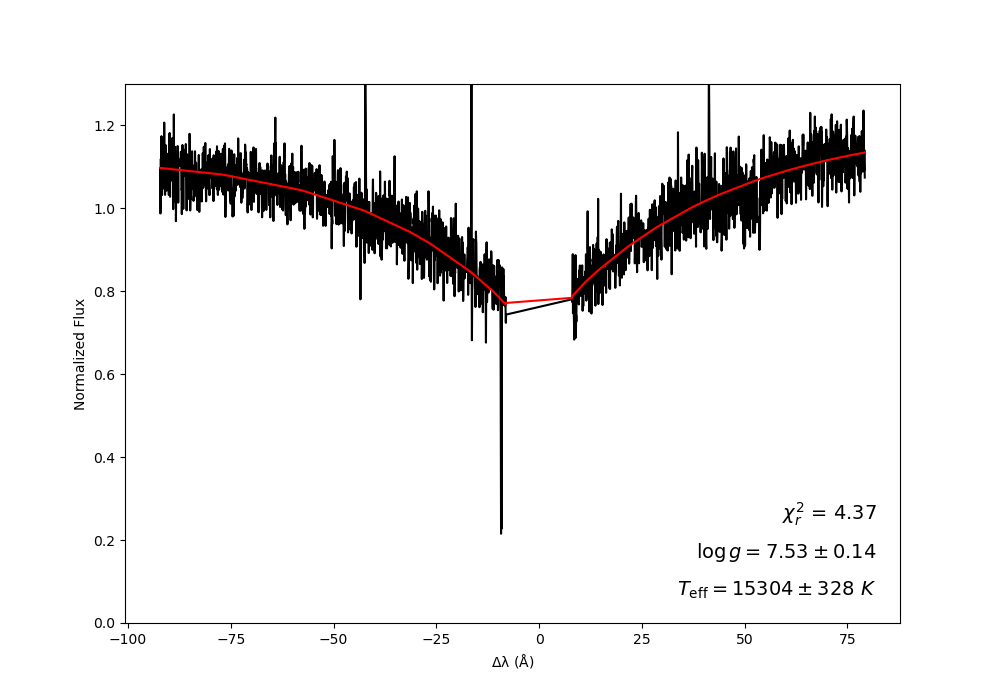 1.2
1.0
0.8
0.6
0.4
0.2
0.0
Normalized Flux
χ²ᵣ = 4.37
log g = 7.53 ± 0.14
T_eff = 15304 ± 328 K
−100 −75 −50 −25 0 25 50 75
Δλ (Å)